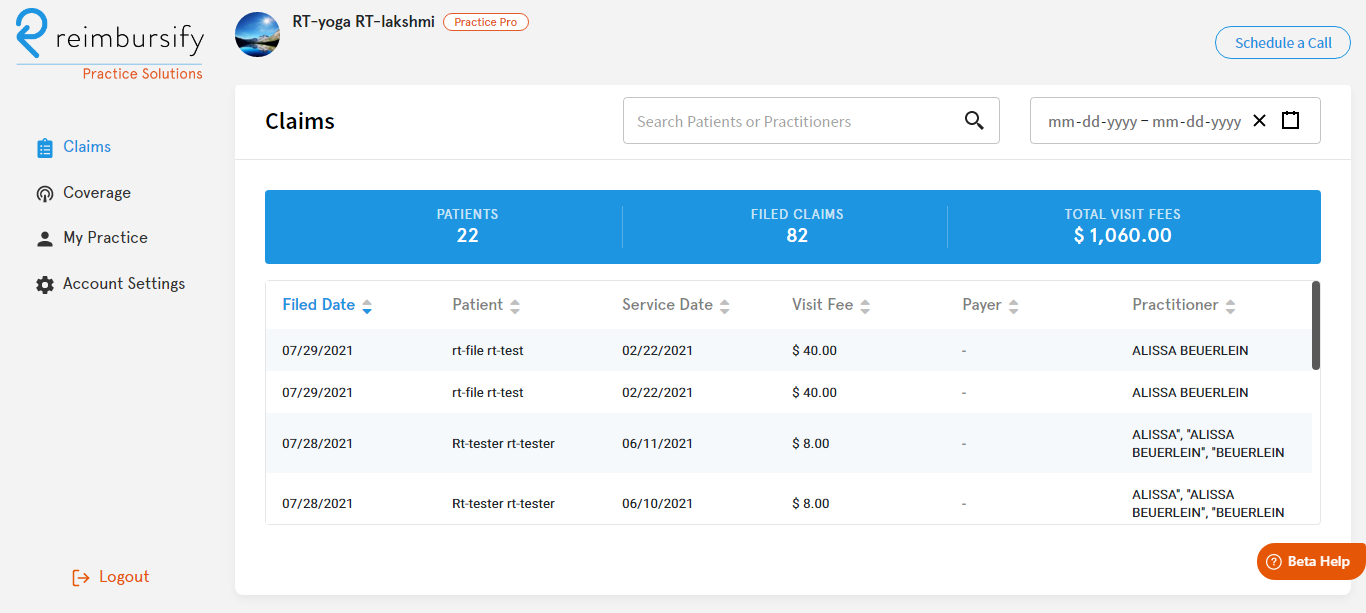 reimbursify
Practice Solutions
RT-yoga RT-lakshmi Practice Pro
Schedule a Call
Claims
Coverage
My Practice
Account Settings
Logout
Claims
Search Patients or Practitioners
mm-dd-yyyy – mm-dd-yyyy
PATIENTS
22
FILED CLAIMS
82
TOTAL VISIT FEES
$ 1,060.00
Filed Date Patient Service Date Visit Fee Payer Practitioner
07/29/2021 rt-file rt-test 02/22/2021 $ 40.00 - ALISSA BEUERLEIN
07/29/2021 rt-file rt-test 02/22/2021 $ 40.00 - ALISSA BEUERLEIN
07/28/2021 Rt-tester rt-tester 06/11/2021 $ 8.00 - ALISSA", "ALISSA
BEUERLEIN", "BEUERLEIN
07/28/2021 Rt-tester rt-tester 06/10/2021 $ 8.00 - ALISSA", "ALISSA
BEUERLEIN", "BEUERLEIN
Beta Help